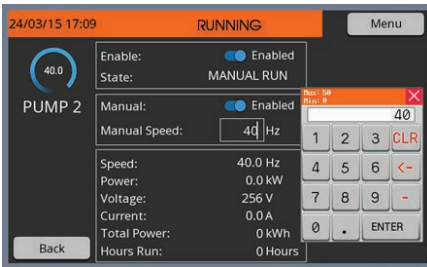 24/03/15 17:09 RUNNING Menu
40.0
PUMP 2
Enable: Enabled
State: MANUAL RUN
Manual: Enabled
Manual Speed: 40 Hz
Speed: 40.0 Hz
Power: 0.0 kW
Voltage: 256 V
Current: 0.0 A
Total Power: 0 kWh
Hours Run: 0 Hours
Back
Max: 50
Min: 0
40
1 2 3 CLR
4 5 6 <-
7 8 9 -
0 . ENTER